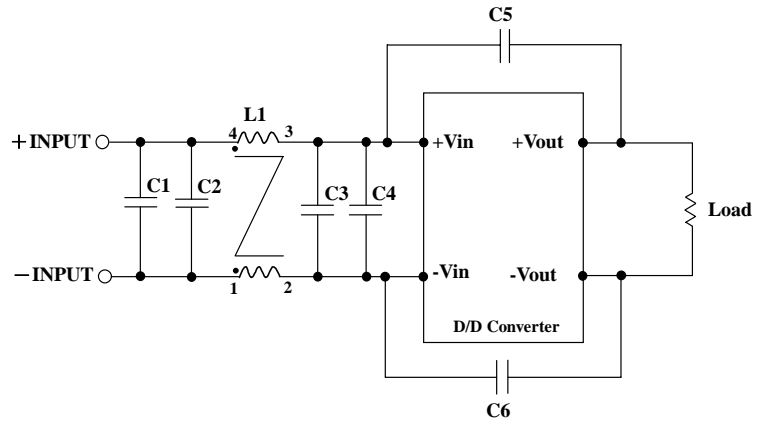 C5
L1
+INPUT
4
3
+Vin
+Vout
C1
C2
C3
C4
Load
−INPUT
1
2
-Vin
-Vout
D/D Converter
C6